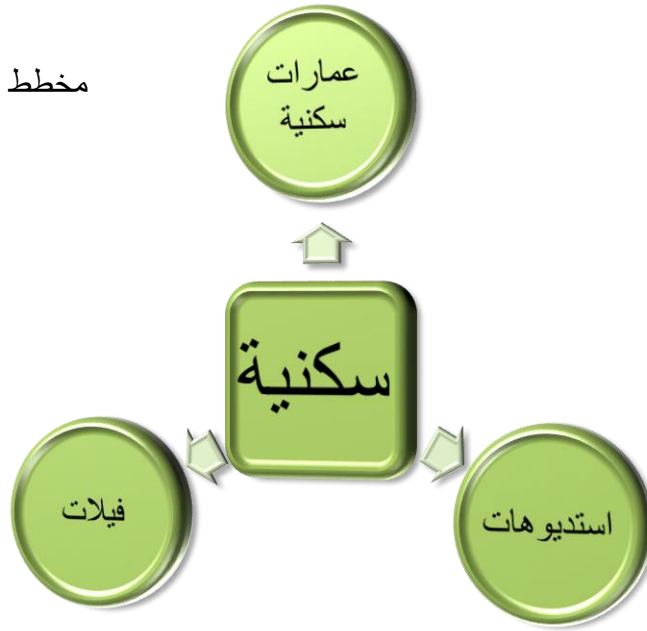 مخطط
عمارات
سكنية
سكنية
استديوهات
فيلات